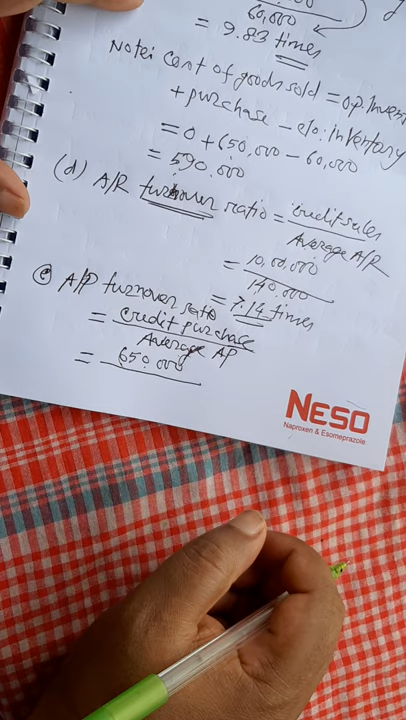 60,000
= 9.83 times
Note: Cost of goods sold = op. inven
+ purchase - clo. inventory
= 0 + 650,000 - 60,000
= 590,000
(d) A/R turnover ratio = credit sales
Average A/R
= 10,00,000
140,000
= 7.14 times
(e) A/P turnover ratio
= credit purchase
Average AP
= 650,000
NESO
Naproxen & Esomeprazole